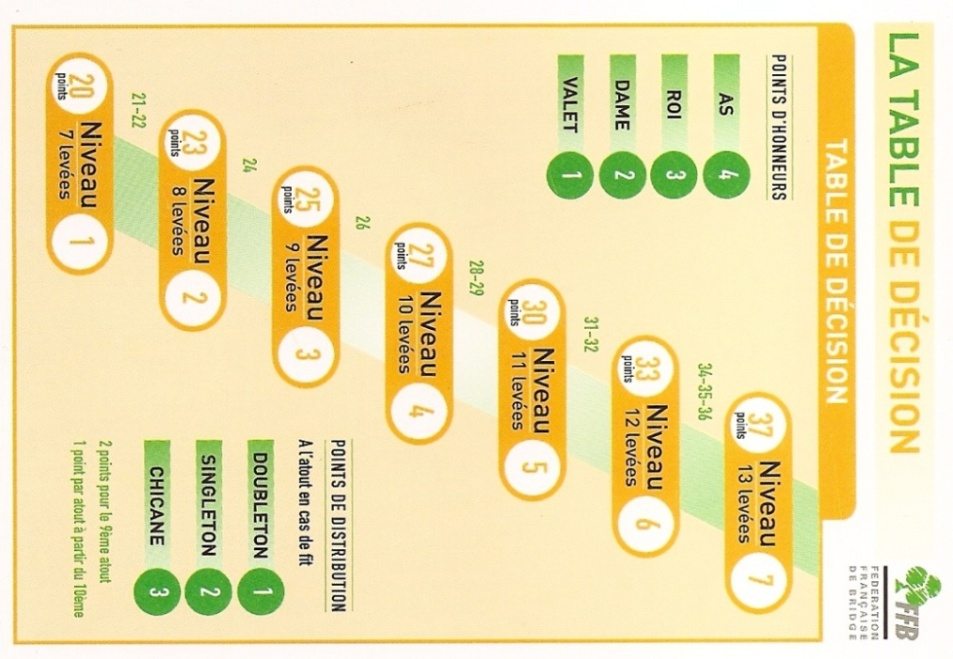 LA TABLE DE DÉCISION
FFB
FEDERATION
FRANÇAISE
DE BRIDGE
TABLE DE DÉCISION
POINTS D'HONNEURS
AS 4
ROI 3
DAME 2
VALET 1
37 points Niveau 7
13 levées
34-35-36
33 points Niveau 6
12 levées
31-32
30 points Niveau 5
11 levées
28-29
27 points Niveau 4
10 levées
26
25 points Niveau 3
9 levées
24
23 points Niveau 2
8 levées
21-22
20 points Niveau 1
7 levées
POINTS DE DISTRIBUTION
A l'atout en cas de fit
DOUBLETON 1
SINGLETON 2
CHICANE 3
2 points pour le 9ème atout
1 point par atout à partir du 10ème